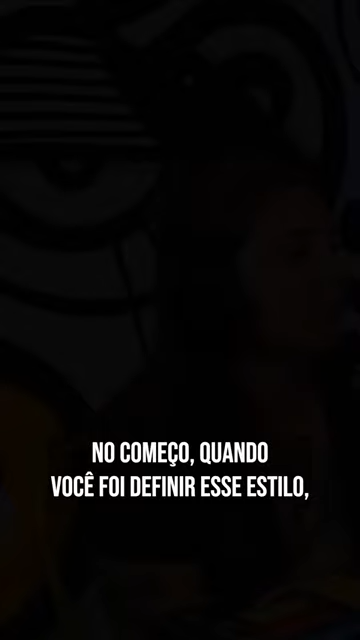 NO COMEÇO, QUANDO
VOCÊ FOI DEFINIR ESSE ESTILO,